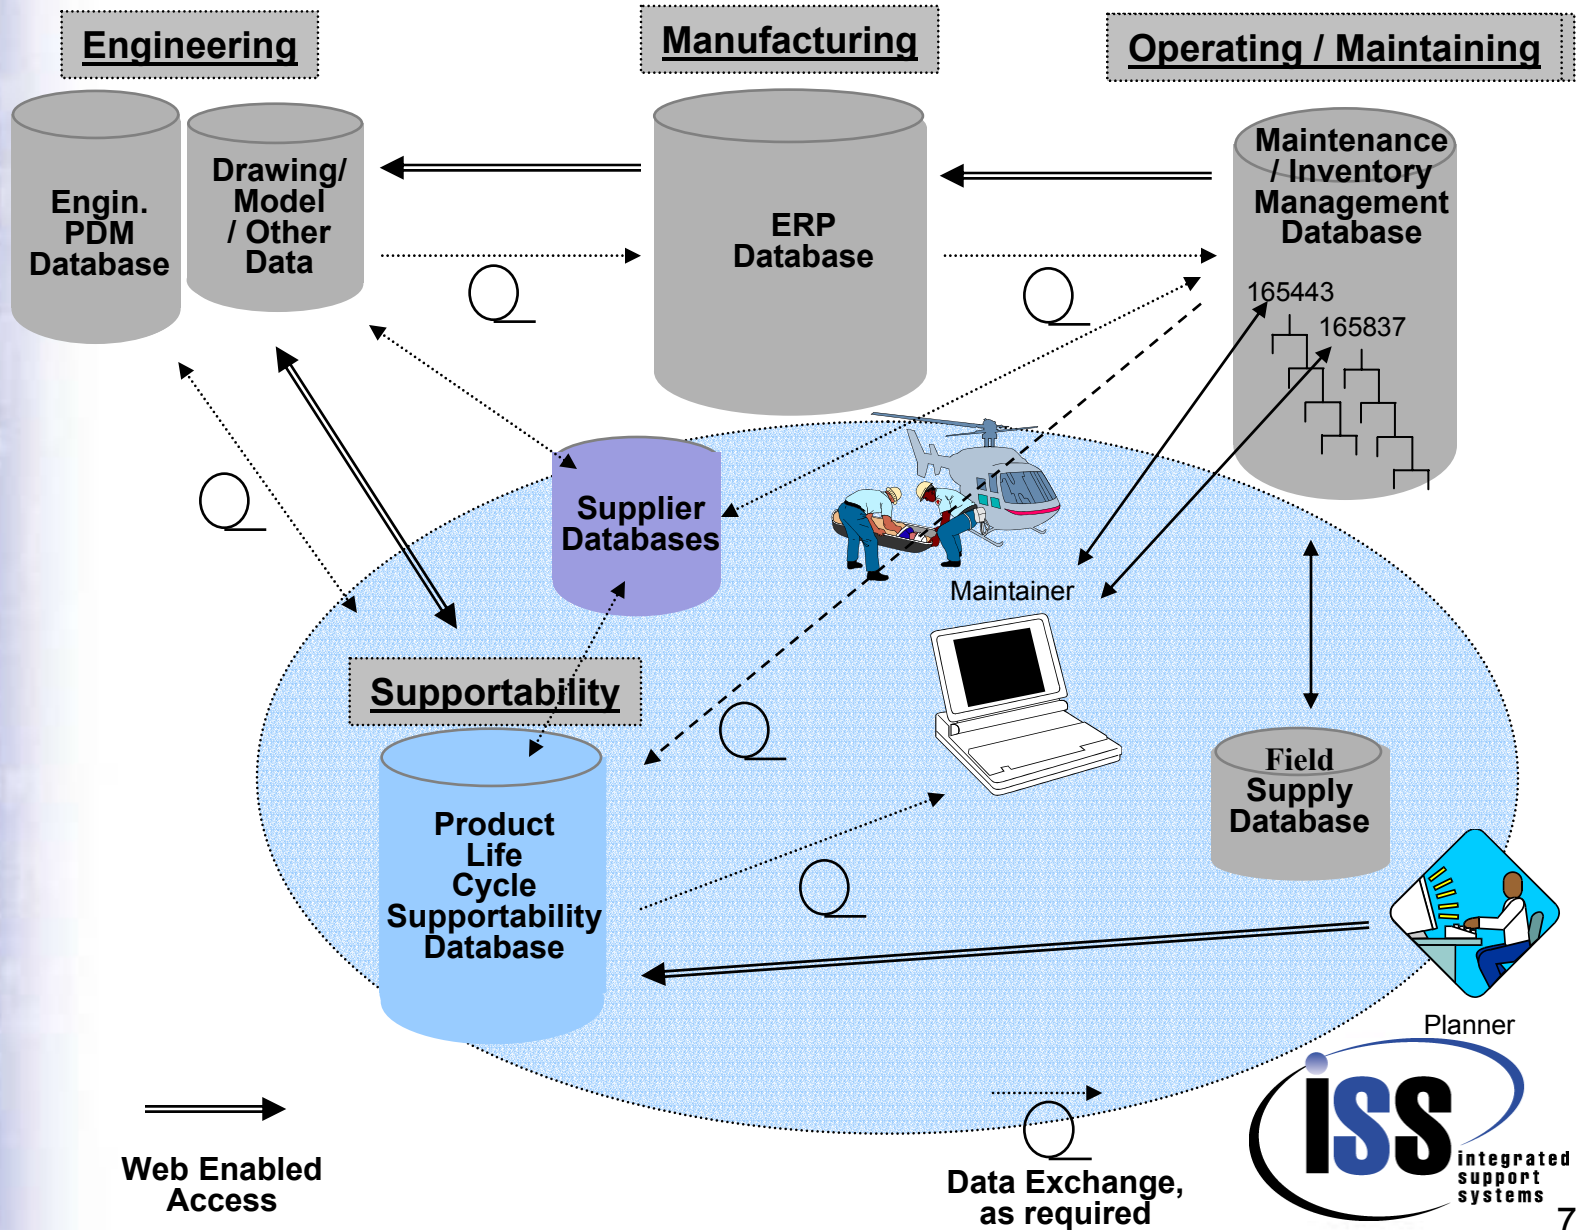 Engineering
Manufacturing
Operating / Maintaining
Engin.
PDM
Database
Drawing/
Model
/ Other
Data
ERP
Database
Maintenance
/ Inventory
Management
Database
165443
165837
Supplier
Databases
Maintainer
Supportability
Product
Life
Cycle
Supportability
Database
Field
Supply
Database
Planner
Web Enabled
Access
Data Exchange,
as required
iSS
integrated
support
systems
7